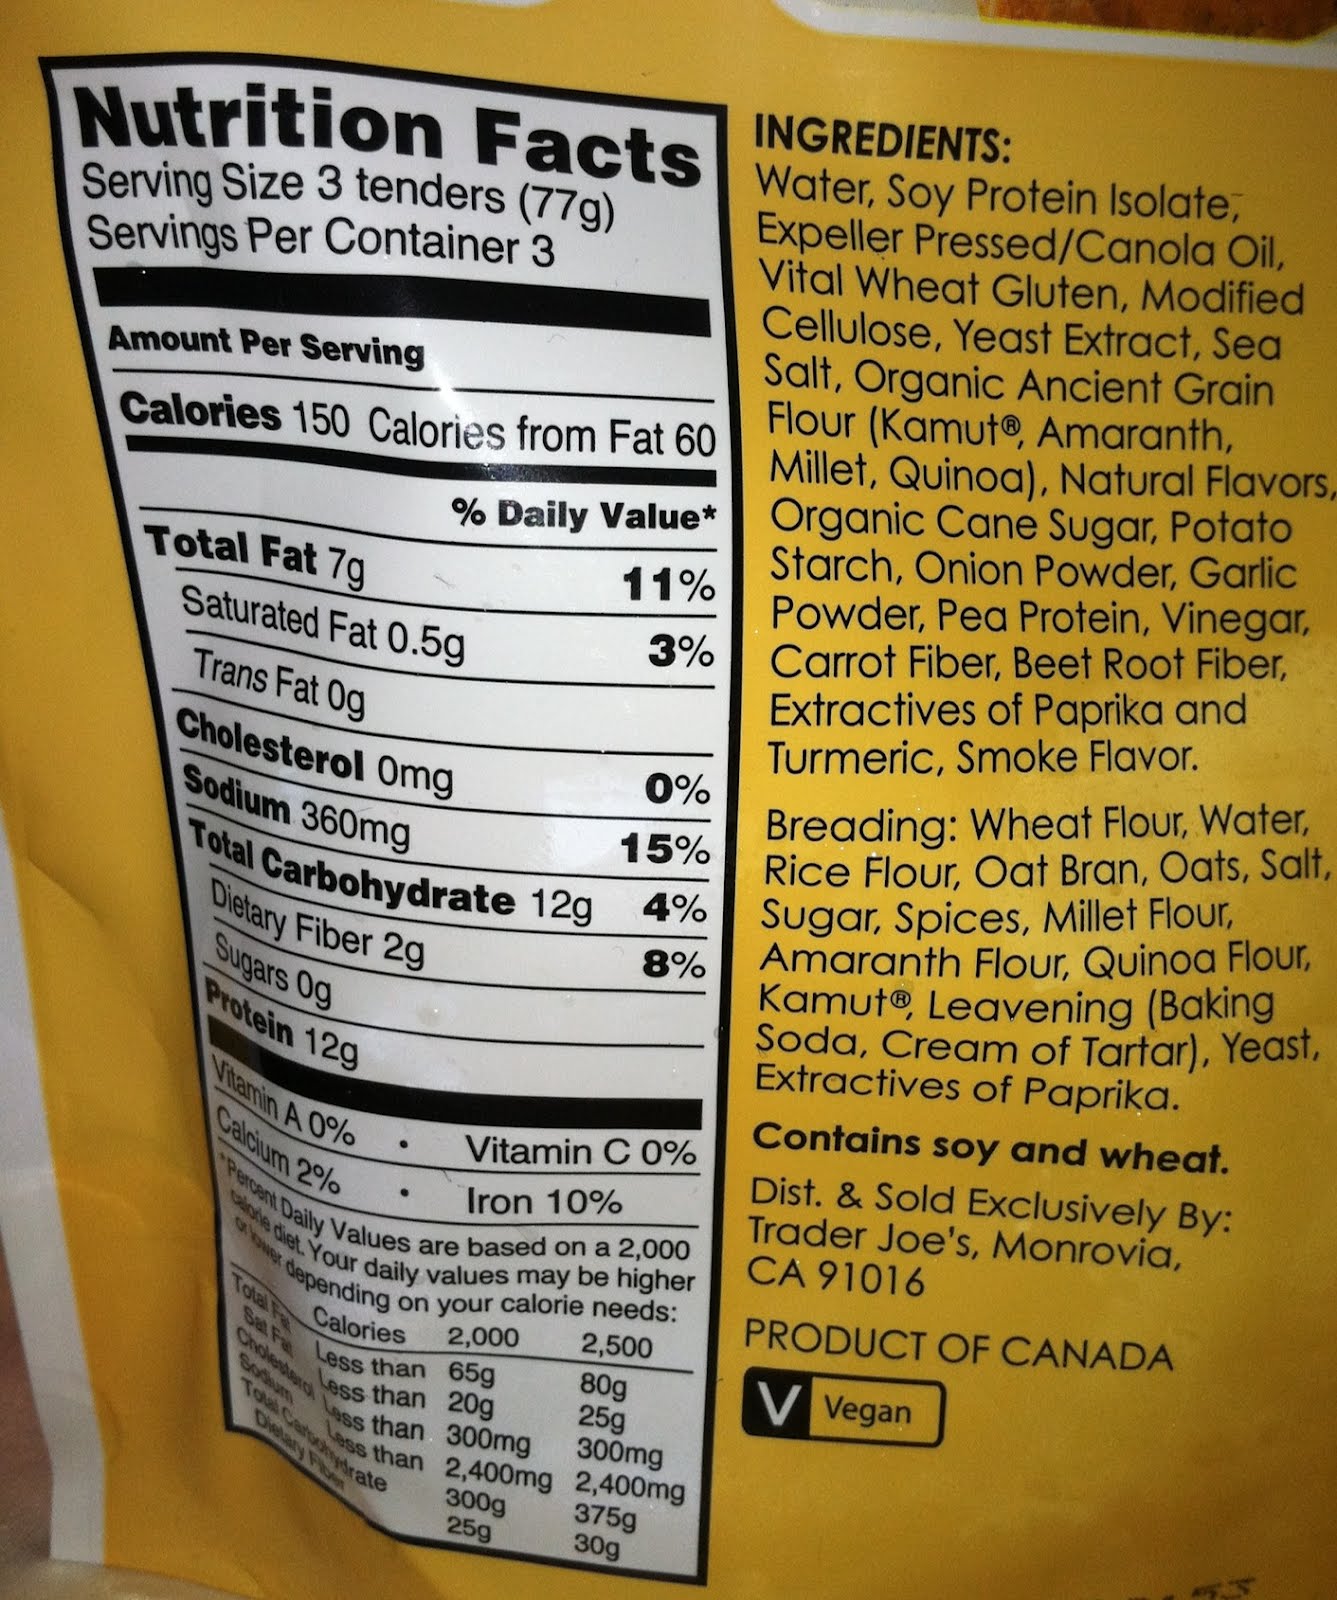 Nutrition Facts
Serving Size 3 tenders (77g)
Servings Per Container 3
Amount Per Serving
Calories 150 Calories from Fat 60
% Daily Value*
Total Fat 7g 11%
Saturated Fat 0.5g 3%
Trans Fat 0g
Cholesterol 0mg 0%
Sodium 360mg 15%
Total Carbohydrate 12g 4%
Dietary Fiber 2g 8%
Sugars 0g
Protein 12g
Vitamin A 0% • Vitamin C 0%
Calcium 2% • Iron 10%
*Percent Daily Values are based on a 2,000
calorie diet. Your daily values may be higher
or lower depending on your calorie needs:
Calories 2,000 2,500
Total Fat Less than 65g 80g
Sat Fat Less than 20g 25g
Cholesterol Less than 300mg 300mg
Sodium Less than 2,400mg 2,400mg
Total Carbohydrate 300g 375g
Dietary Fiber 25g 30g
INGREDIENTS:
Water, Soy Protein Isolate,
Expeller Pressed/Canola Oil,
Vital Wheat Gluten, Modified
Cellulose, Yeast Extract, Sea
Salt, Organic Ancient Grain
Flour (Kamut®, Amaranth,
Millet, Quinoa), Natural Flavors,
Organic Cane Sugar, Potato
Starch, Onion Powder, Garlic
Powder, Pea Protein, Vinegar,
Carrot Fiber, Beet Root Fiber,
Extractives of Paprika and
Turmeric, Smoke Flavor.
Breading: Wheat Flour, Water,
Rice Flour, Oat Bran, Oats, Salt,
Sugar, Spices, Millet Flour,
Amaranth Flour, Quinoa Flour,
Kamut®, Leavening (Baking
Soda, Cream of Tartar), Yeast,
Extractives of Paprika.
Contains soy and wheat.
Dist. & Sold Exclusively By:
Trader Joe's, Monrovia,
CA 91016
PRODUCT OF CANADA
V Vegan